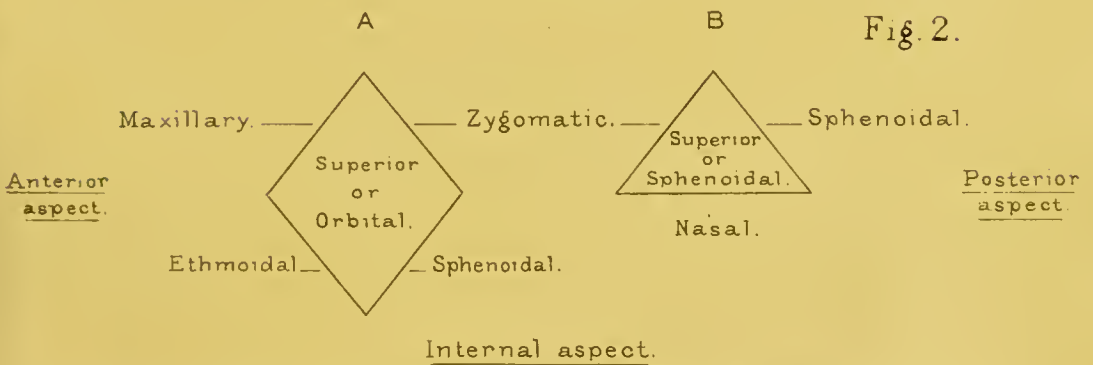 A
B
Fig. 2.
Maxillary.
Zygomatic.
Sphenoidal.
Superior
or
Orbital.
Superior
or
Sphenoidal.
Anterior
aspect.
Posterior
aspect.
Nasal.
Ethmoidal
Sphenoidal.
Internal aspect.